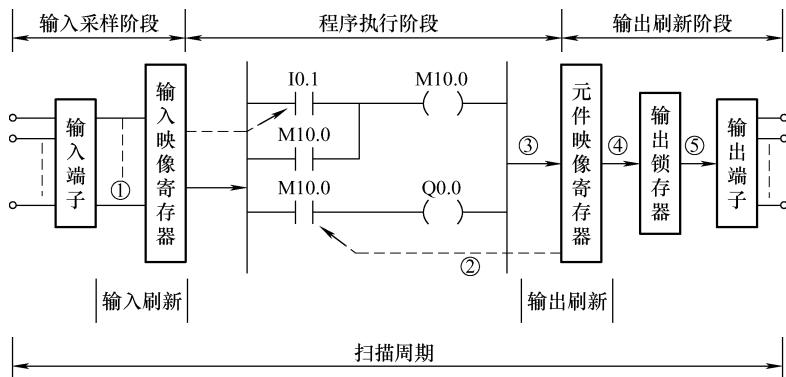 输入采样阶段
程序执行阶段
输出刷新阶段
输入端子
①
输入映像寄存器
I0.1
M10.0
M10.0
M10.0
Q0.0
②
③
元件映像寄存器
④
输出锁存器
⑤
输出端子
输入刷新
输出刷新
扫描周期